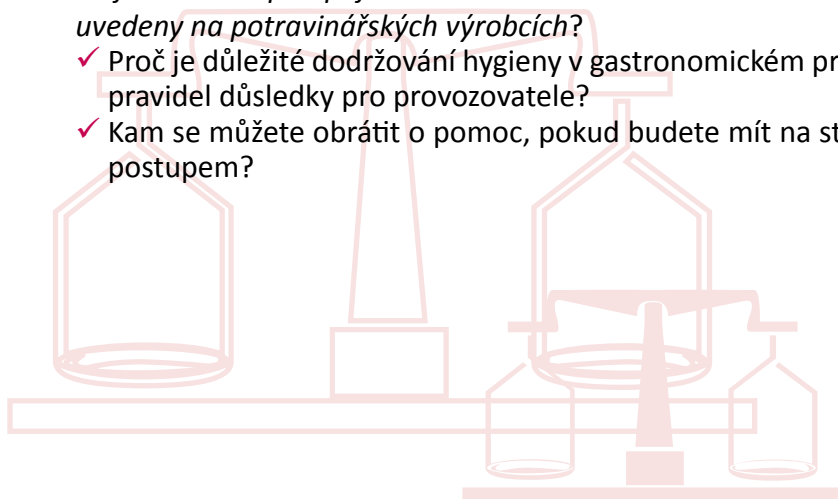 uvedeny na potravinářských výrobcích?
✓ Proč je důležité dodržování hygieny v gastronomickém pr
pravidel důsledky pro provozovatele?
✓ Kam se můžete obrátit o pomoc, pokud budete mít na st
postupem?